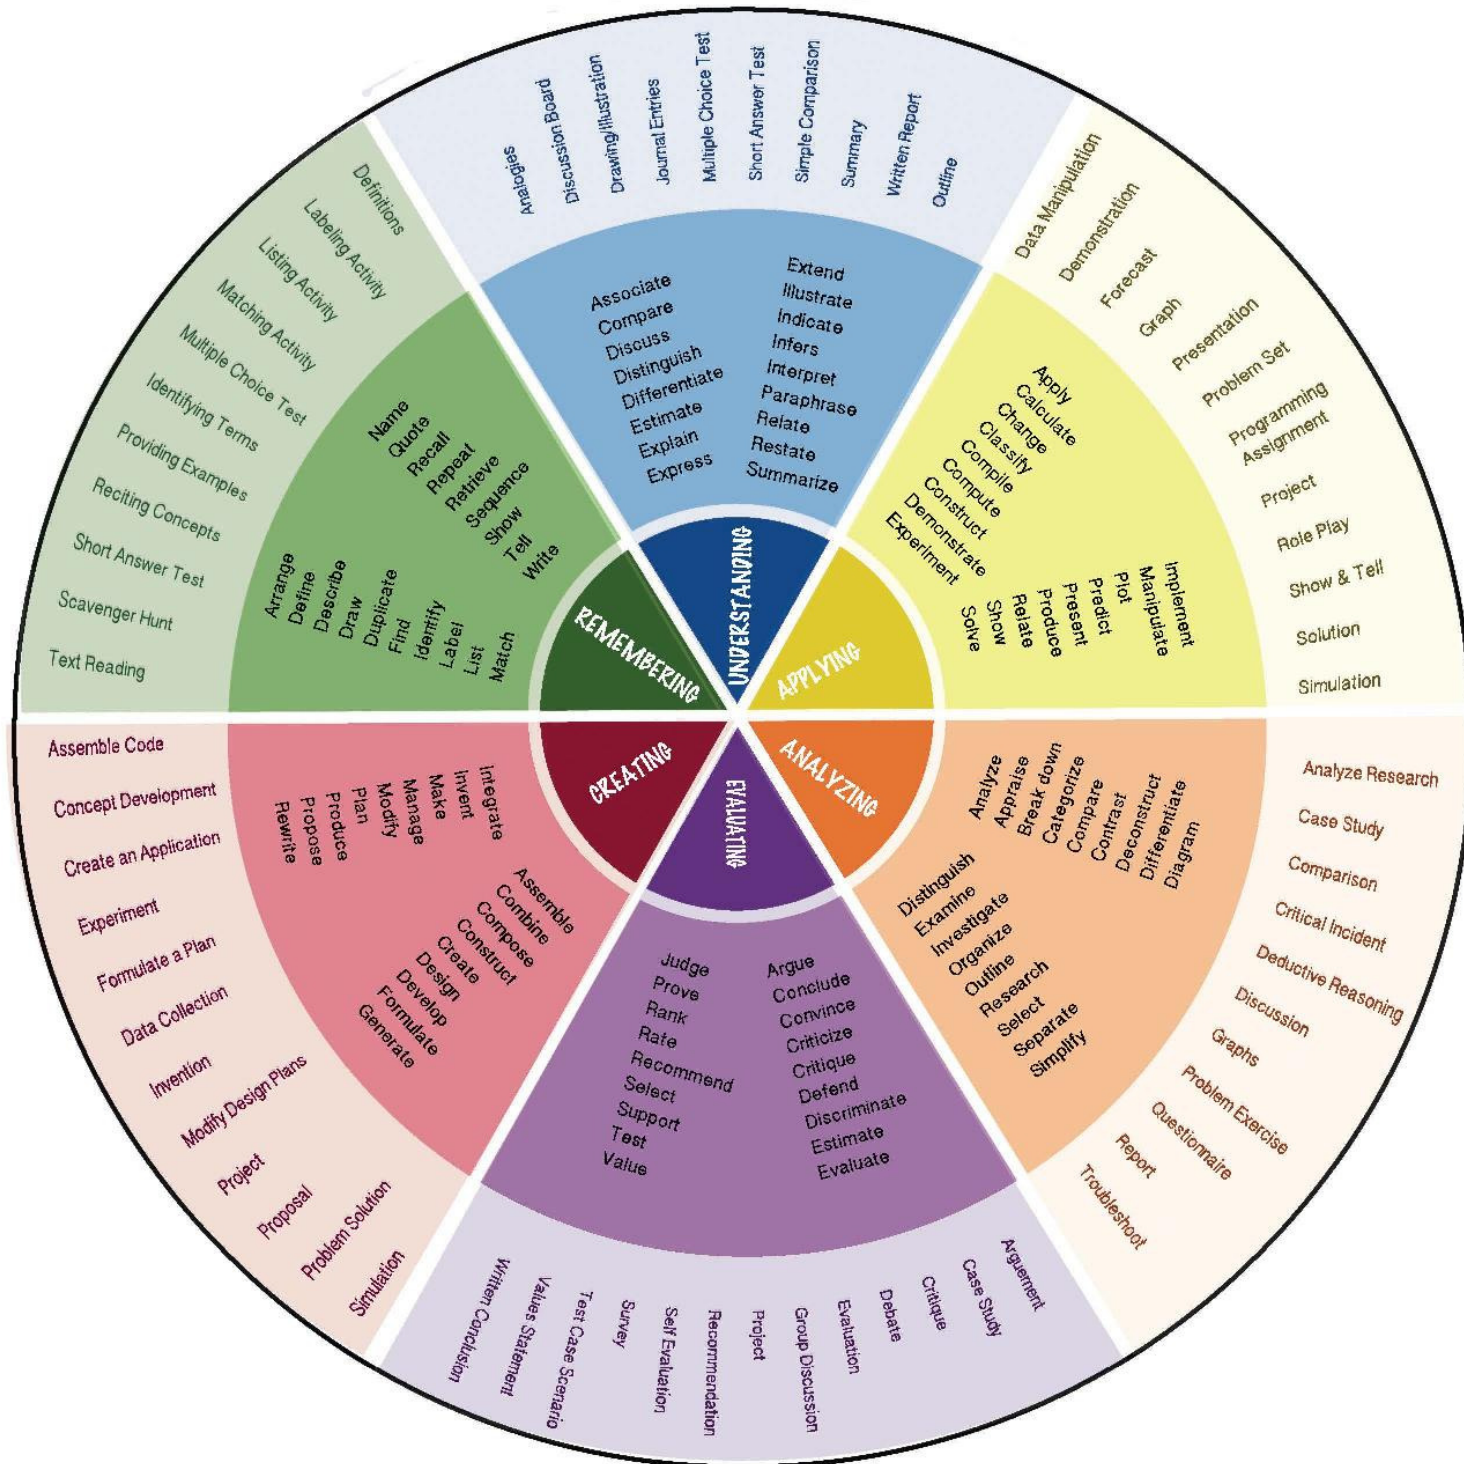 REMEMBERING
Name
Quote
Recall
Repeat
Retrieve
Sequence
Show
Tell
Write
Arrange
Define
Describe
Draw
Duplicate
Find
Identify
Label
List
Match
Definitions
Labeling Activity
Listing Activity
Matching Activity
Multiple Choice Test
Identifying Terms
Providing Examples
Reciting Concepts
Short Answer Test
Scavenger Hunt
Text Reading
UNDERSTANDING
Associate
Compare
Discuss
Distinguish
Differentiate
Estimate
Explain
Express
Extend
Illustrate
Indicate
Infers
Interpret
Paraphrase
Relate
Restate
Summarize
Analogies
Discussion Board
Drawing/Illustration
Journal Entries
Multiple Choice Test
Short Answer Test
Simple Comparison
Summary
Written Report
Outline
APPLYING
Apply
Calculate
Change
Classify
Compile
Compute
Construct
Demonstrate
Experiment
Implement
Manipulate
Plot
Predict
Present
Produce
Relate
Show
Solve
Data Manipulation
Demonstration
Forecast
Graph
Presentation
Problem Set
Programming
Assignment
Project
Role Play
Show & Tell
Solution
Simulation
ANALYZING
Analyze
Appraise
Break down
Categorize
Compare
Contrast
Deconstruct
Differentiate
Diagram
Distinguish
Examine
Investigate
Organize
Outline
Research
Select
Separate
Simplify
Analyze Research
Case Study
Comparison
Critical Incident
Deductive Reasoning
Discussion
Graphs
Problem Exercise
Questionnaire
Report
Troubleshoot
EVALUATING
Argue
Conclude
Convince
Criticize
Critique
Defend
Discriminate
Estimate
Evaluate
Judge
Prove
Rank
Rate
Recommend
Select
Support
Test
Value
Arguement
Case Study
Critique
Debate
Evaluation
Group Discussion
Project
Recommendation
Self Evaluation
Survey
Test Case Scenario
Values Statement
Written Conclusion
CREATING
Assemble
Combine
Compose
Construct
Create
Design
Develop
Formulate
Generate
Integrate
Invent
Make
Manage
Modify
Plan
Produce
Propose
Rewrite
Assemble Code
Concept Development
Create an Application
Experiment
Formulate a Plan
Data Collection
Invention
Modify Design Plans
Project
Proposal
Problem Solution
Simulation